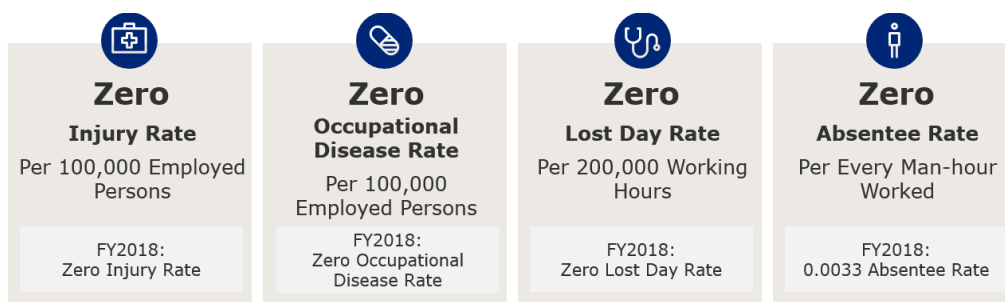 Zero
Injury Rate
Per 100,000 Employed
Persons
FY2018:
Zero Injury Rate
Zero
Occupational
Disease Rate
Per 100,000
Employed Persons
FY2018:
Zero Occupational
Disease Rate
Zero
Lost Day Rate
Per 200,000 Working
Hours
FY2018:
Zero Lost Day Rate
Zero
Absentee Rate
Per Every Man-hour
Worked
FY2018:
0.0033 Absentee Rate